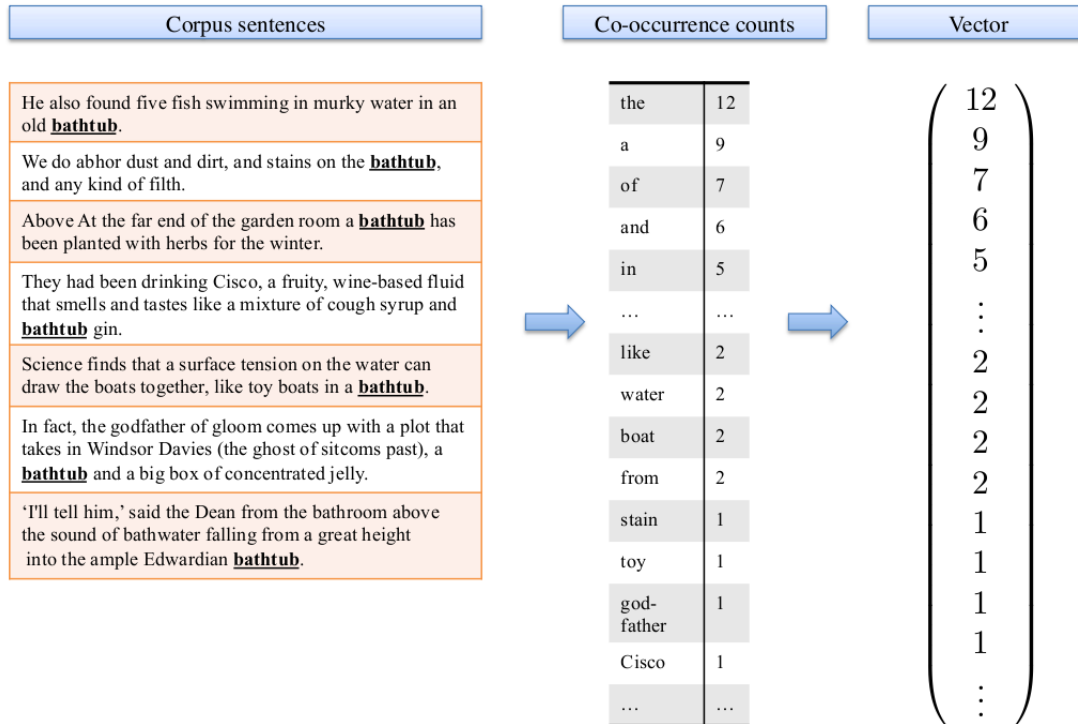 Corpus sentences
He also found five fish swimming in murky water in an
old bathtub.
We do abhor dust and dirt, and stains on the bathtub,
and any kind of filth.
Above At the far end of the garden room a bathtub has
been planted with herbs for the winter.
They had been drinking Cisco, a fruity, wine-based fluid
that smells and tastes like a mixture of cough syrup and
bathtub gin.
Science finds that a surface tension on the water can
draw the boats together, like toy boats in a bathtub.
In fact, the godfather of gloom comes up with a plot that
takes in Windsor Davies (the ghost of sitcoms past), a
bathtub and a big box of concentrated jelly.
‘I'll tell him,’ said the Dean from the bathroom above
the sound of bathwater falling from a great height
into the ample Edwardian bathtub.
Co-occurrence counts
the 12
a 9
of 7
and 6
in 5
… …
like 2
water 2
boat 2
from 2
stain 1
toy 1
god-
father 1
Cisco 1
… …
Vector
12
9
7
6
5
⋮
2
2
2
2
1
1
1
1
⋮